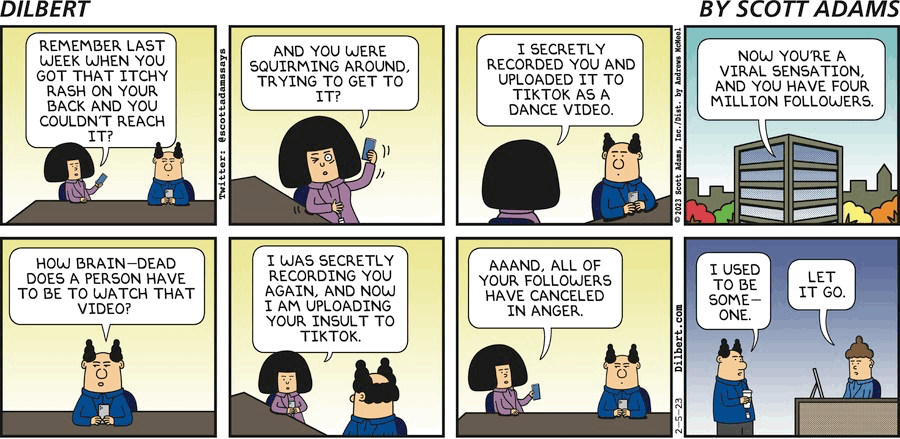 DILBERT
BY SCOTT ADAMS
REMEMBER LAST
WEEK WHEN YOU
GOT THAT ITCHY
RASH ON YOUR
BACK AND YOU
COULDN'T REACH
IT?
Twitter: @scottadamssays
AND YOU WERE
SQUIRMING AROUND,
TRYING TO GET TO
IT?
I SECRETLY
RECORDED YOU AND
UPLOADED IT TO
TIKTOK AS A
DANCE VIDEO.
© 2023 Scott Adams, Inc./Dist. by Andrews McMeel
NOW YOU'RE A
VIRAL SENSATION,
AND YOU HAVE FOUR
MILLION FOLLOWERS.
HOW BRAIN-DEAD
DOES A PERSON HAVE
TO BE TO WATCH THAT
VIDEO?
I WAS SECRETLY
RECORDING YOU
AGAIN, AND NOW
I AM UPLOADING
YOUR INSULT TO
TIKTOK.
AAAND, ALL OF
YOUR FOLLOWERS
HAVE CANCELED
IN ANGER.
2-5-23 Dilbert.com
I USED
TO BE
SOME-
ONE.
LET
IT GO.